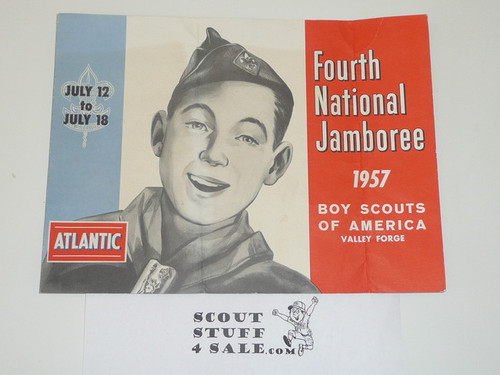 JULY 12
to
JULY 18
ATLANTIC
Fourth
National
Jamboree
1957
BOY SCOUTS
OF AMERICA
VALLEY FORGE
SCOUT
STUFF
4 SALE.COM